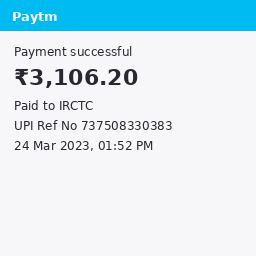 Paytm
Payment successful
₹3,106.20
Paid to IRCTC
UPI Ref No 737508330383
24 Mar 2023, 01:52 PM